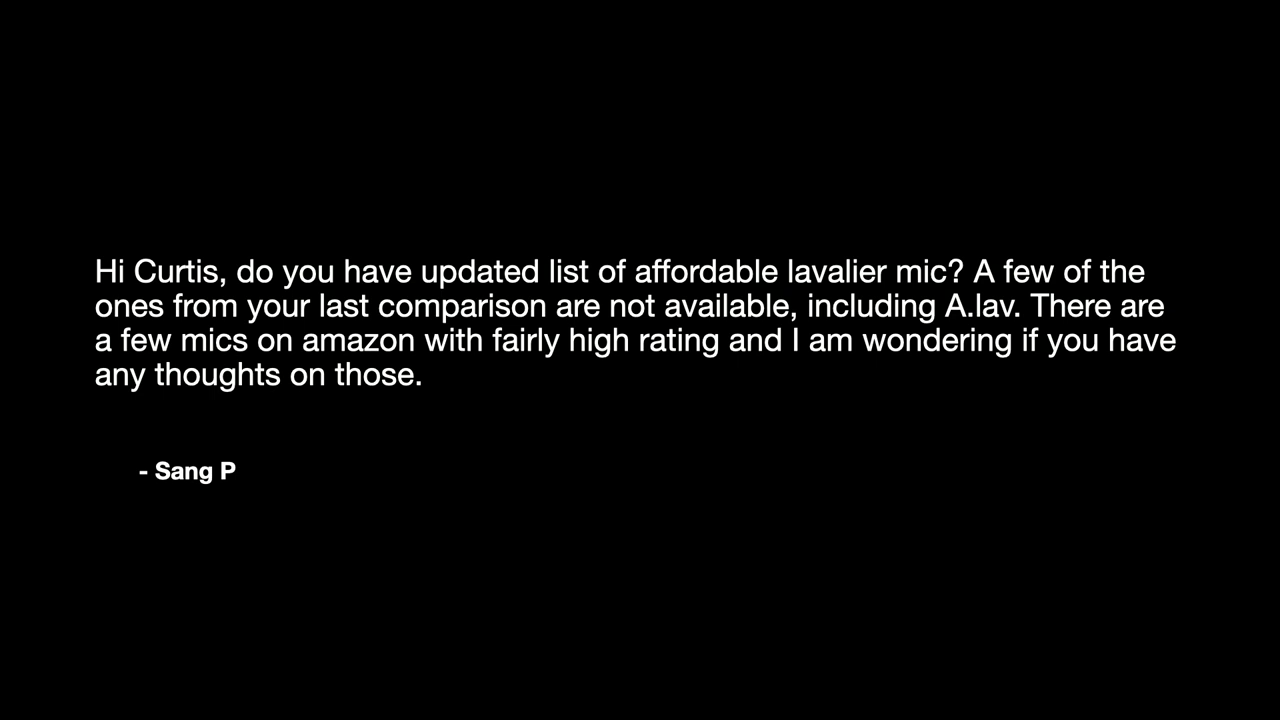 Hi Curtis, do you have updated list of affordable lavalier mic? A few of the
ones from your last comparison are not available, including A.lav. There are
a few mics on amazon with fairly high rating and I am wondering if you have
any thoughts on those.
- Sang P